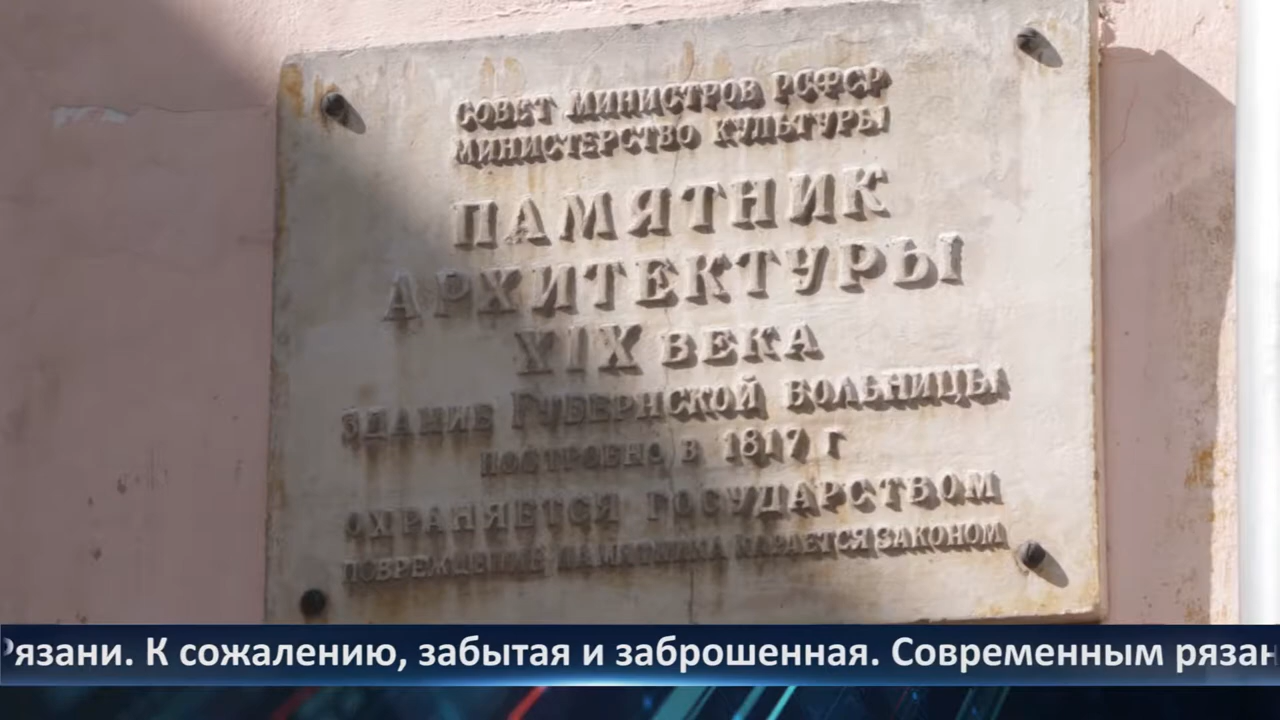 СОВЕТ МИНИСТРОВ РСФСР
МИНИСТЕРСТВО КУЛЬТУРЫ
ПАМЯТНИК
АРХИТЕКТУРЫ
XIX ВЕКА
ЗДАНИЕ ГУБЕРНСКОЙ БОЛЬНИЦЫ
ПОСТРОЕНО В 1817 г
ОХРАНЯЕТСЯ ГОСУДАРСТВОМ
ПОВРЕЖДЕНИЕ ПАМЯТНИКА КАРАЕТСЯ ЗАКОНОМ
Рязани. К сожалению, забытая и заброшенная. Современным рязан